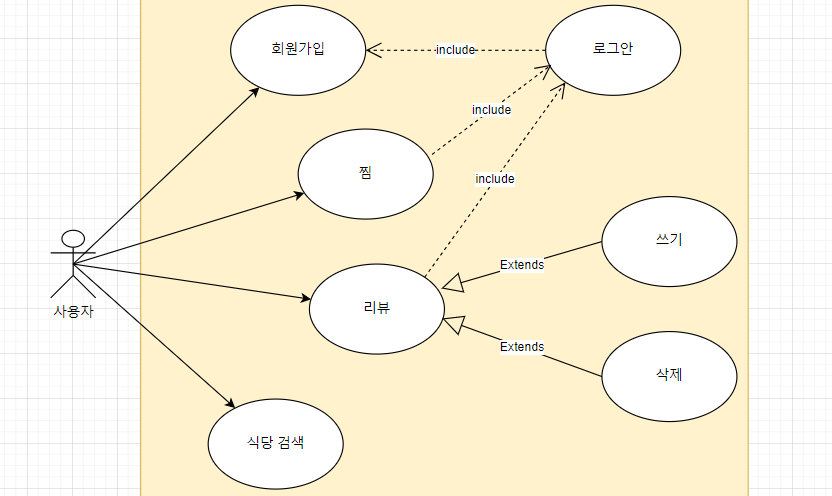 회원가입
include
로그안
include
찜
include
쓰기
Extends
사용자
리뷰
Extends
삭제
식당 검색